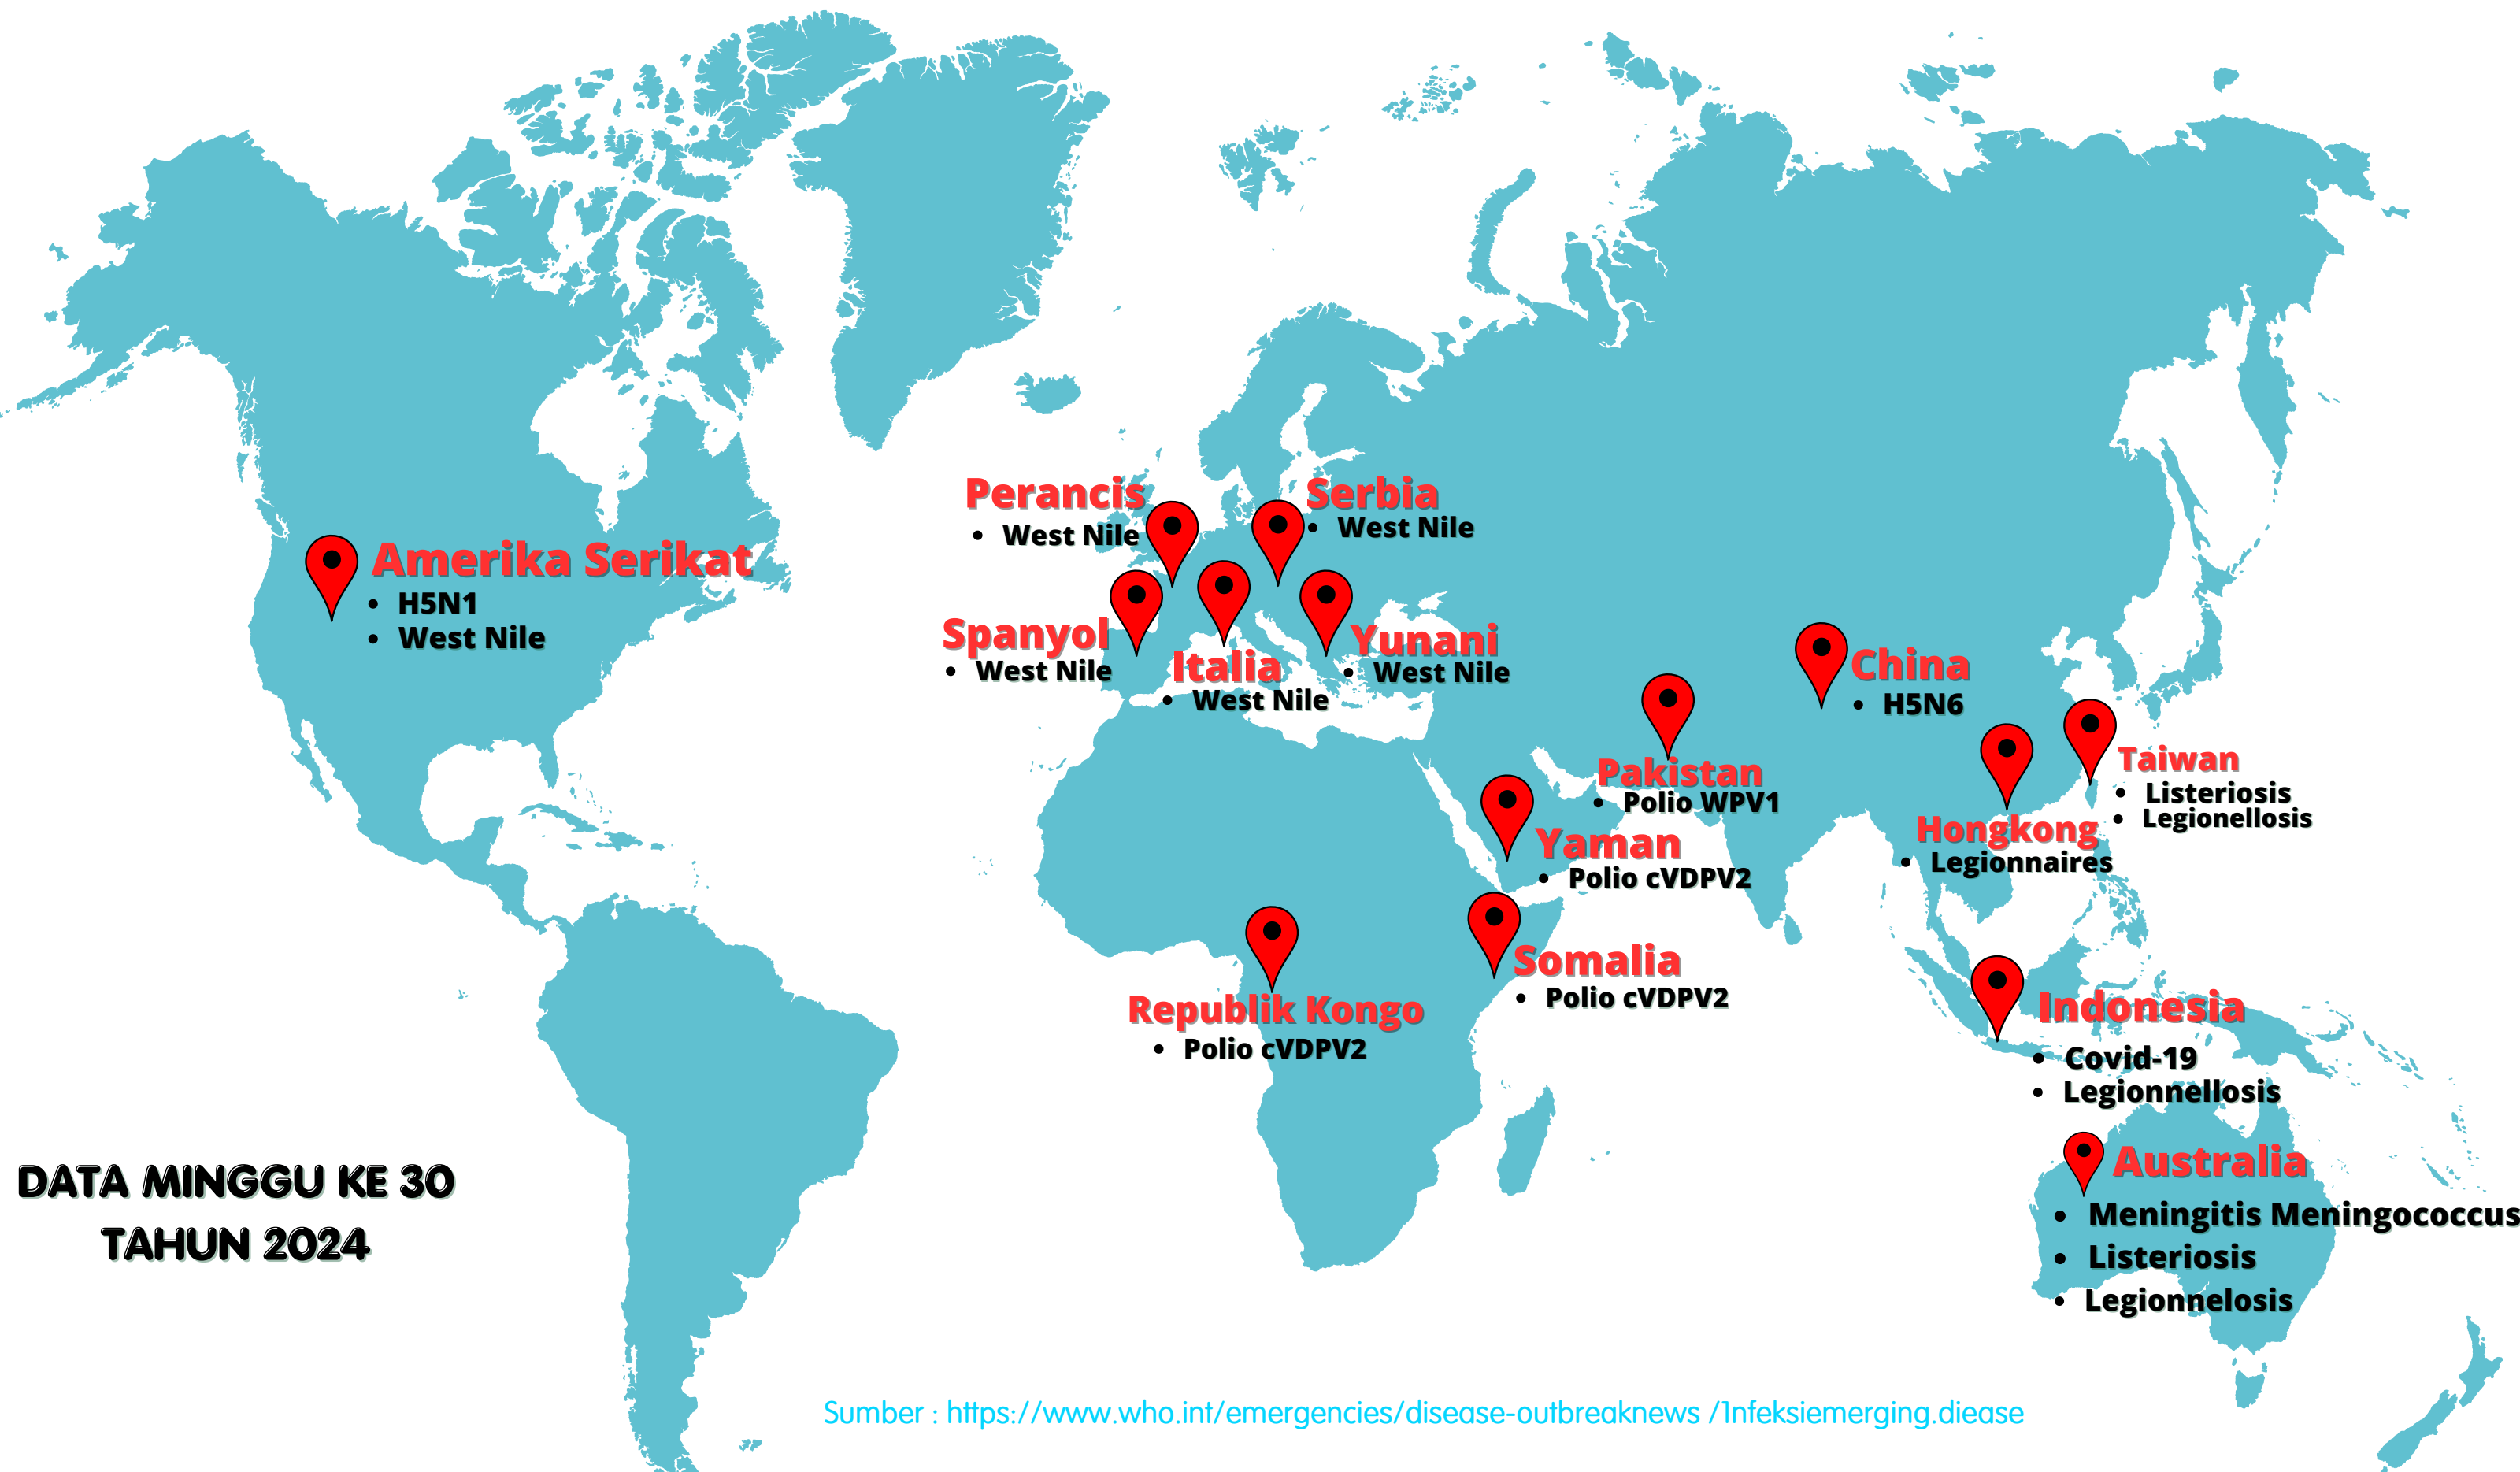 Perancis
• West Nile
Serbia
• West Nile
Amerika Serikat
• H5N1
• West Nile
Spanyol
• West Nile
Italia
• West Nile
Yunani
• West Nile
China
• H5N6
Pakistan
• Polio WPV1
Taiwan
• Listeriosis
• Legionellosis
Hongkong
• Legionnaires
Yaman
• Polio cVDPV2
Somalia
• Polio cVDPV2
Republik Kongo
• Polio cVDPV2
Indonesia
• Covid-19
• Legionnellosis
Australia
• Meningitis Meningococcus
• Listeriosis
• Legionnelosis
DATA MINGGU KE 30
TAHUN 2024
Sumber : https://www.who.int/emergencies/disease-outbreaknews /1nfeksiemerging.diease